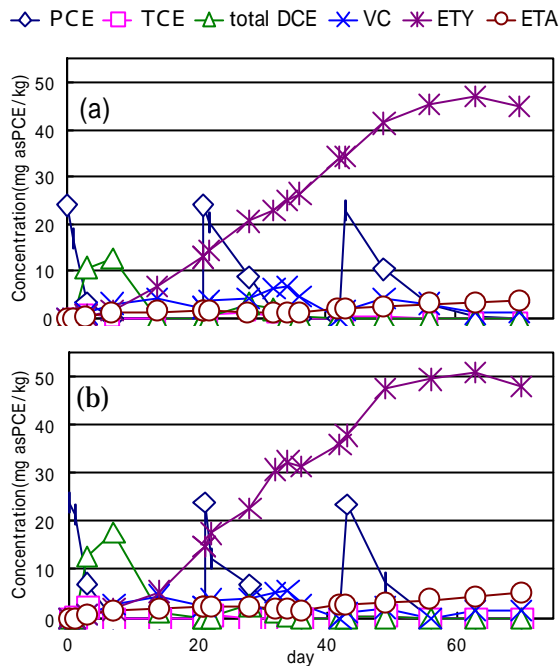 PCE TCE total DCE VC ETY ETA
(a)
Concentration(mg asPCE/kg)
50
40
30
20
10
0
(b)
Concentration(mg asPCE/kg)
50
40
30
20
10
0
0 20 40 60
day